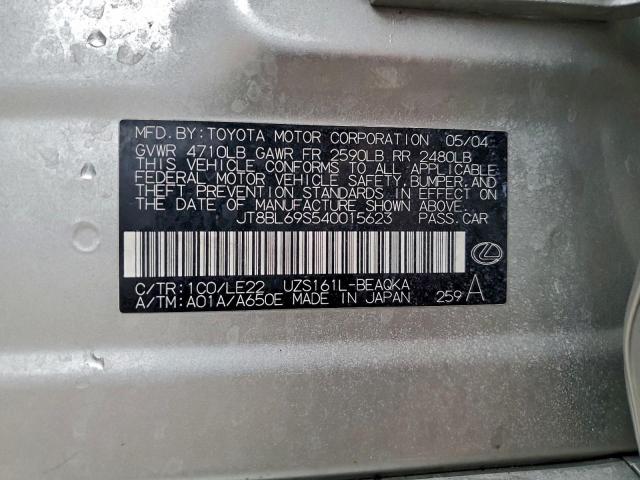 MFD. BY: TOYOTA MOTOR CORPORATION 05/04
GVWR 4710LB GAWR FR 2590LB RR 2480LB
THIS VEHICLE CONFORMS TO ALL APPLICABLE
FEDERAL MOTOR VEHICLE SAFETY, BUMPER, AND
THEFT PREVENTION STANDARDS IN EFFECT ON
THE DATE OF MANUFACTURE SHOWN ABOVE.
JT8BL69S540015623 PASS. CAR
C/TR: 1C0/LE22 UZS161L-BEAQKA
A/TM: A01A/A650E MADE IN JAPAN 259 A